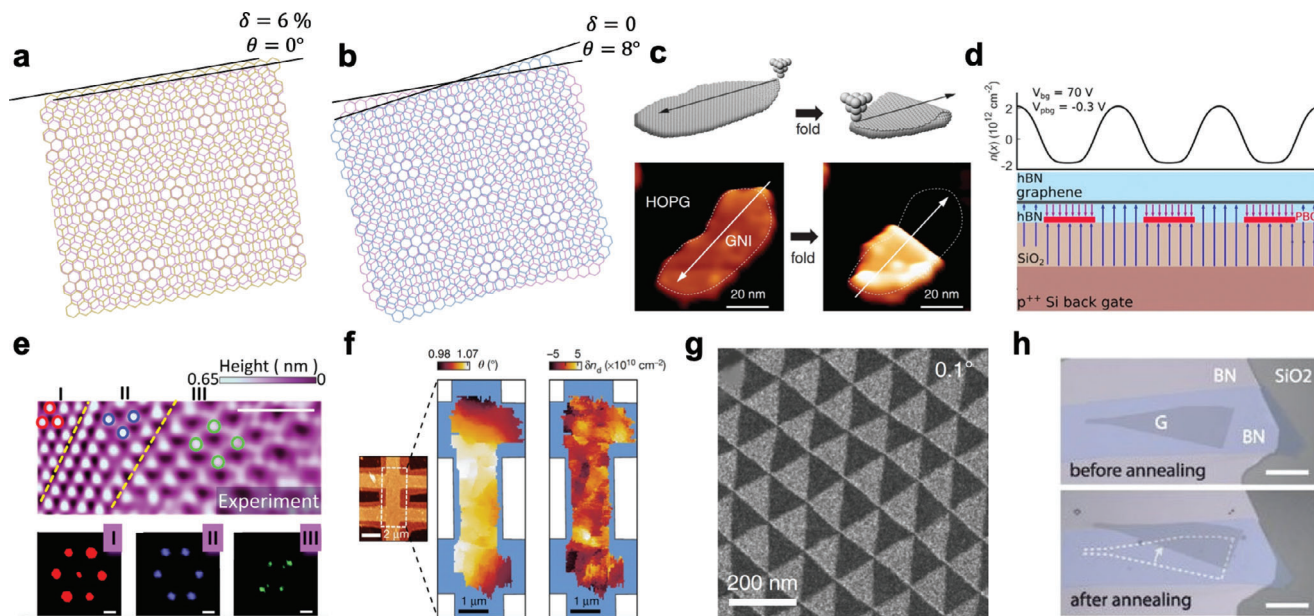 a
δ = 6 %
θ = 0°
b
δ = 0
θ = 8°
c
fold
HOPG
GNI
20 nm
fold
20 nm
d
V_bg = 70 V
V_pbg = -0.3 V
n(x) (10^12 cm^-2)
2
0
-2
hBN
graphene
hBN
SiO₂
p⁺⁺ Si back gate
e
Height ( nm )
0.65
0
I
II
III
Experiment
I
II
III
f
0.98
1.07
θ (°)
-5
5
δn_d (×10^10 cm^-2)
2 μm
1 μm
1 μm
g
0.1°
200 nm
h
BN
SiO2
G
BN
before annealing
after annealing